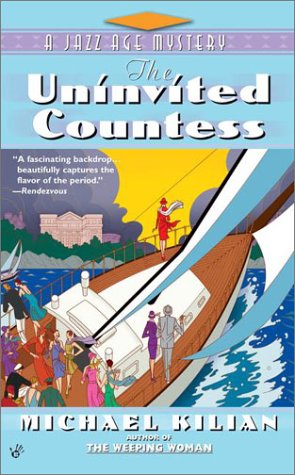 A JAZZ AGE MYSTERY
The
Uninvited
Countess
"A fascinating backdrop...
beautifully captures the
flavor of the period."
—Rendezvous
MICHAEL KILIAN
AUTHOR OF
THE WEEPING WOMAN